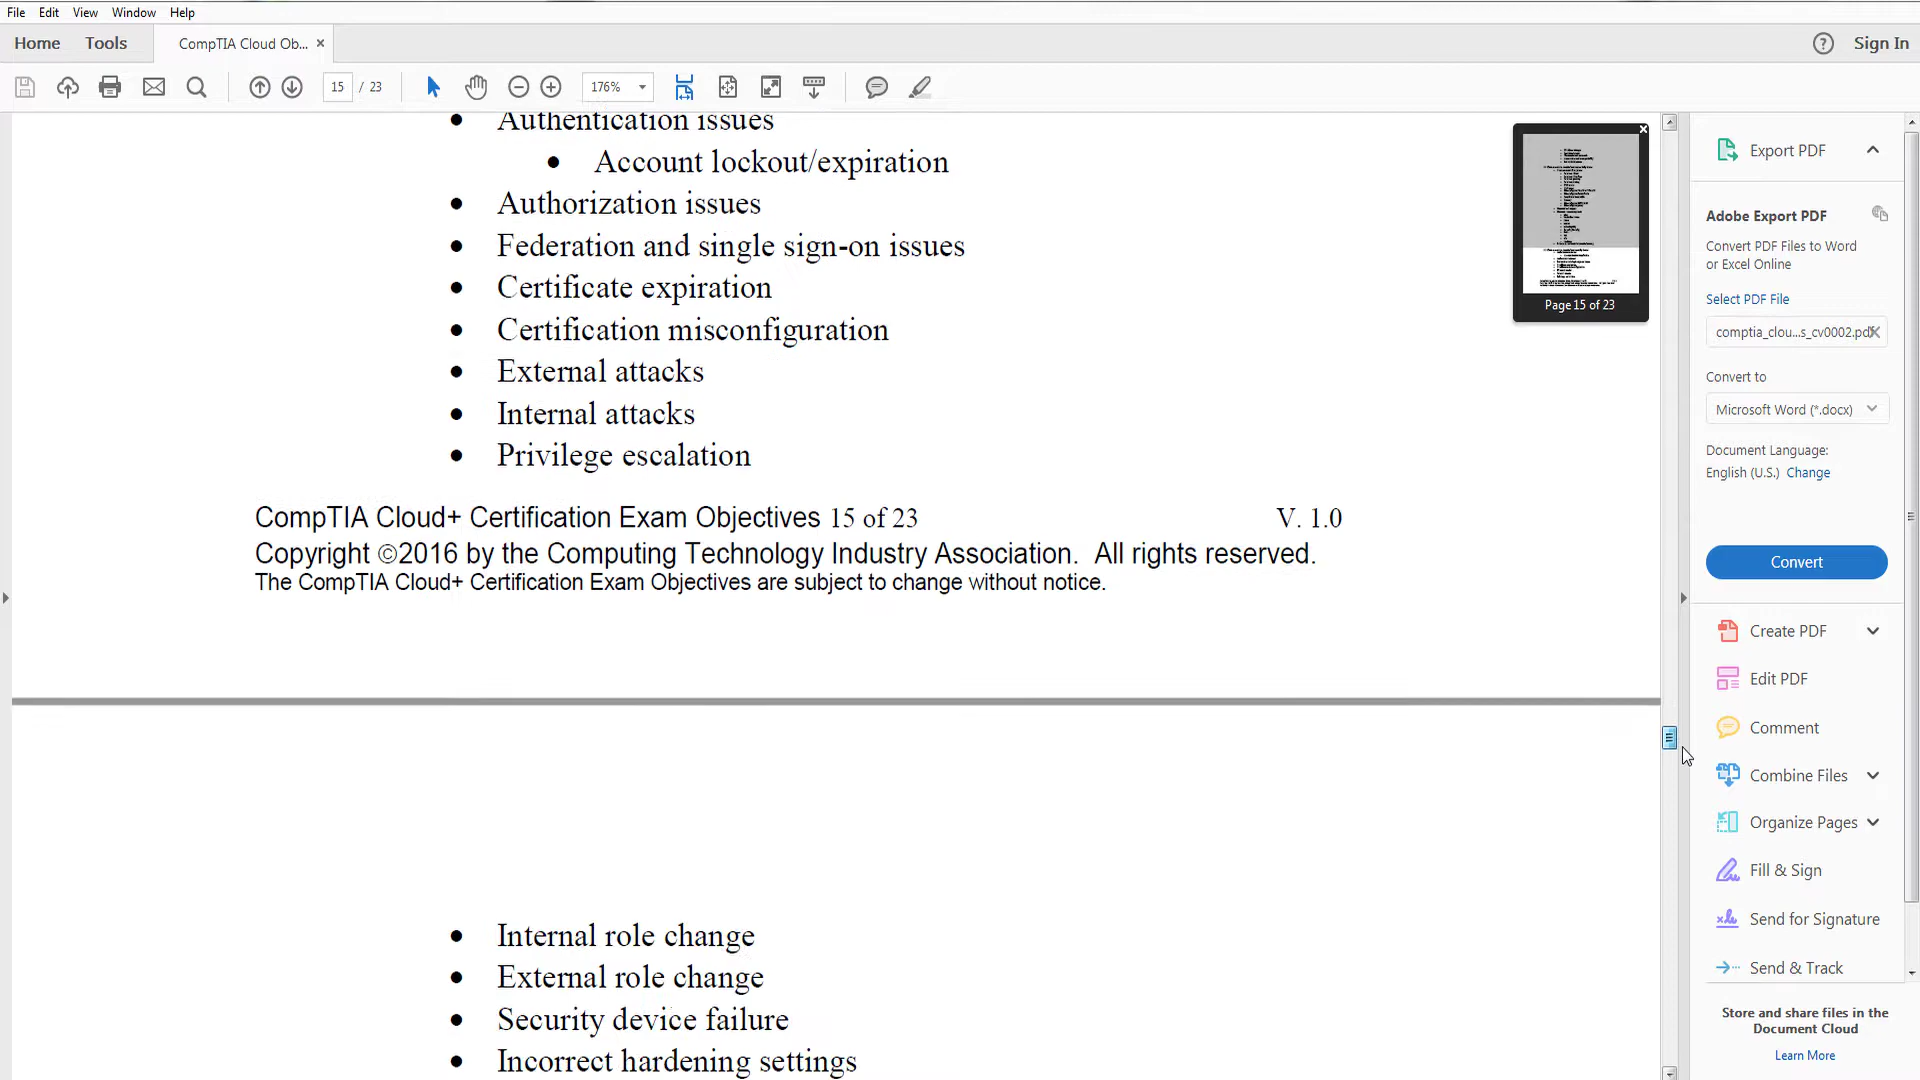 File Edit View Window Help
Home Tools CompTIA Cloud Ob... × Sign In
15 / 23 176%
Authentication issues
• Account lockout/expiration
• Authorization issues
• Federation and single sign-on issues
• Certificate expiration
• Certification misconfiguration
• External attacks
• Internal attacks
• Privilege escalation
CompTIA Cloud+ Certification Exam Objectives 15 of 23 V. 1.0
Copyright ©2016 by the Computing Technology Industry Association. All rights reserved.
The CompTIA Cloud+ Certification Exam Objectives are subject to change without notice.
• Internal role change
• External role change
• Security device failure
• Incorrect hardening settings
Page 15 of 23
Export PDF
Adobe Export PDF
Convert PDF Files to Word
or Excel Online
Select PDF File
comptia_clou...s_cv0002.pdf
Convert to
Microsoft Word (*.docx)
Document Language:
English (U.S.) Change
Convert
Create PDF
Edit PDF
Comment
Combine Files
Organize Pages
Fill & Sign
Send for Signature
Send & Track
Store and share files in the
Document Cloud
Learn More